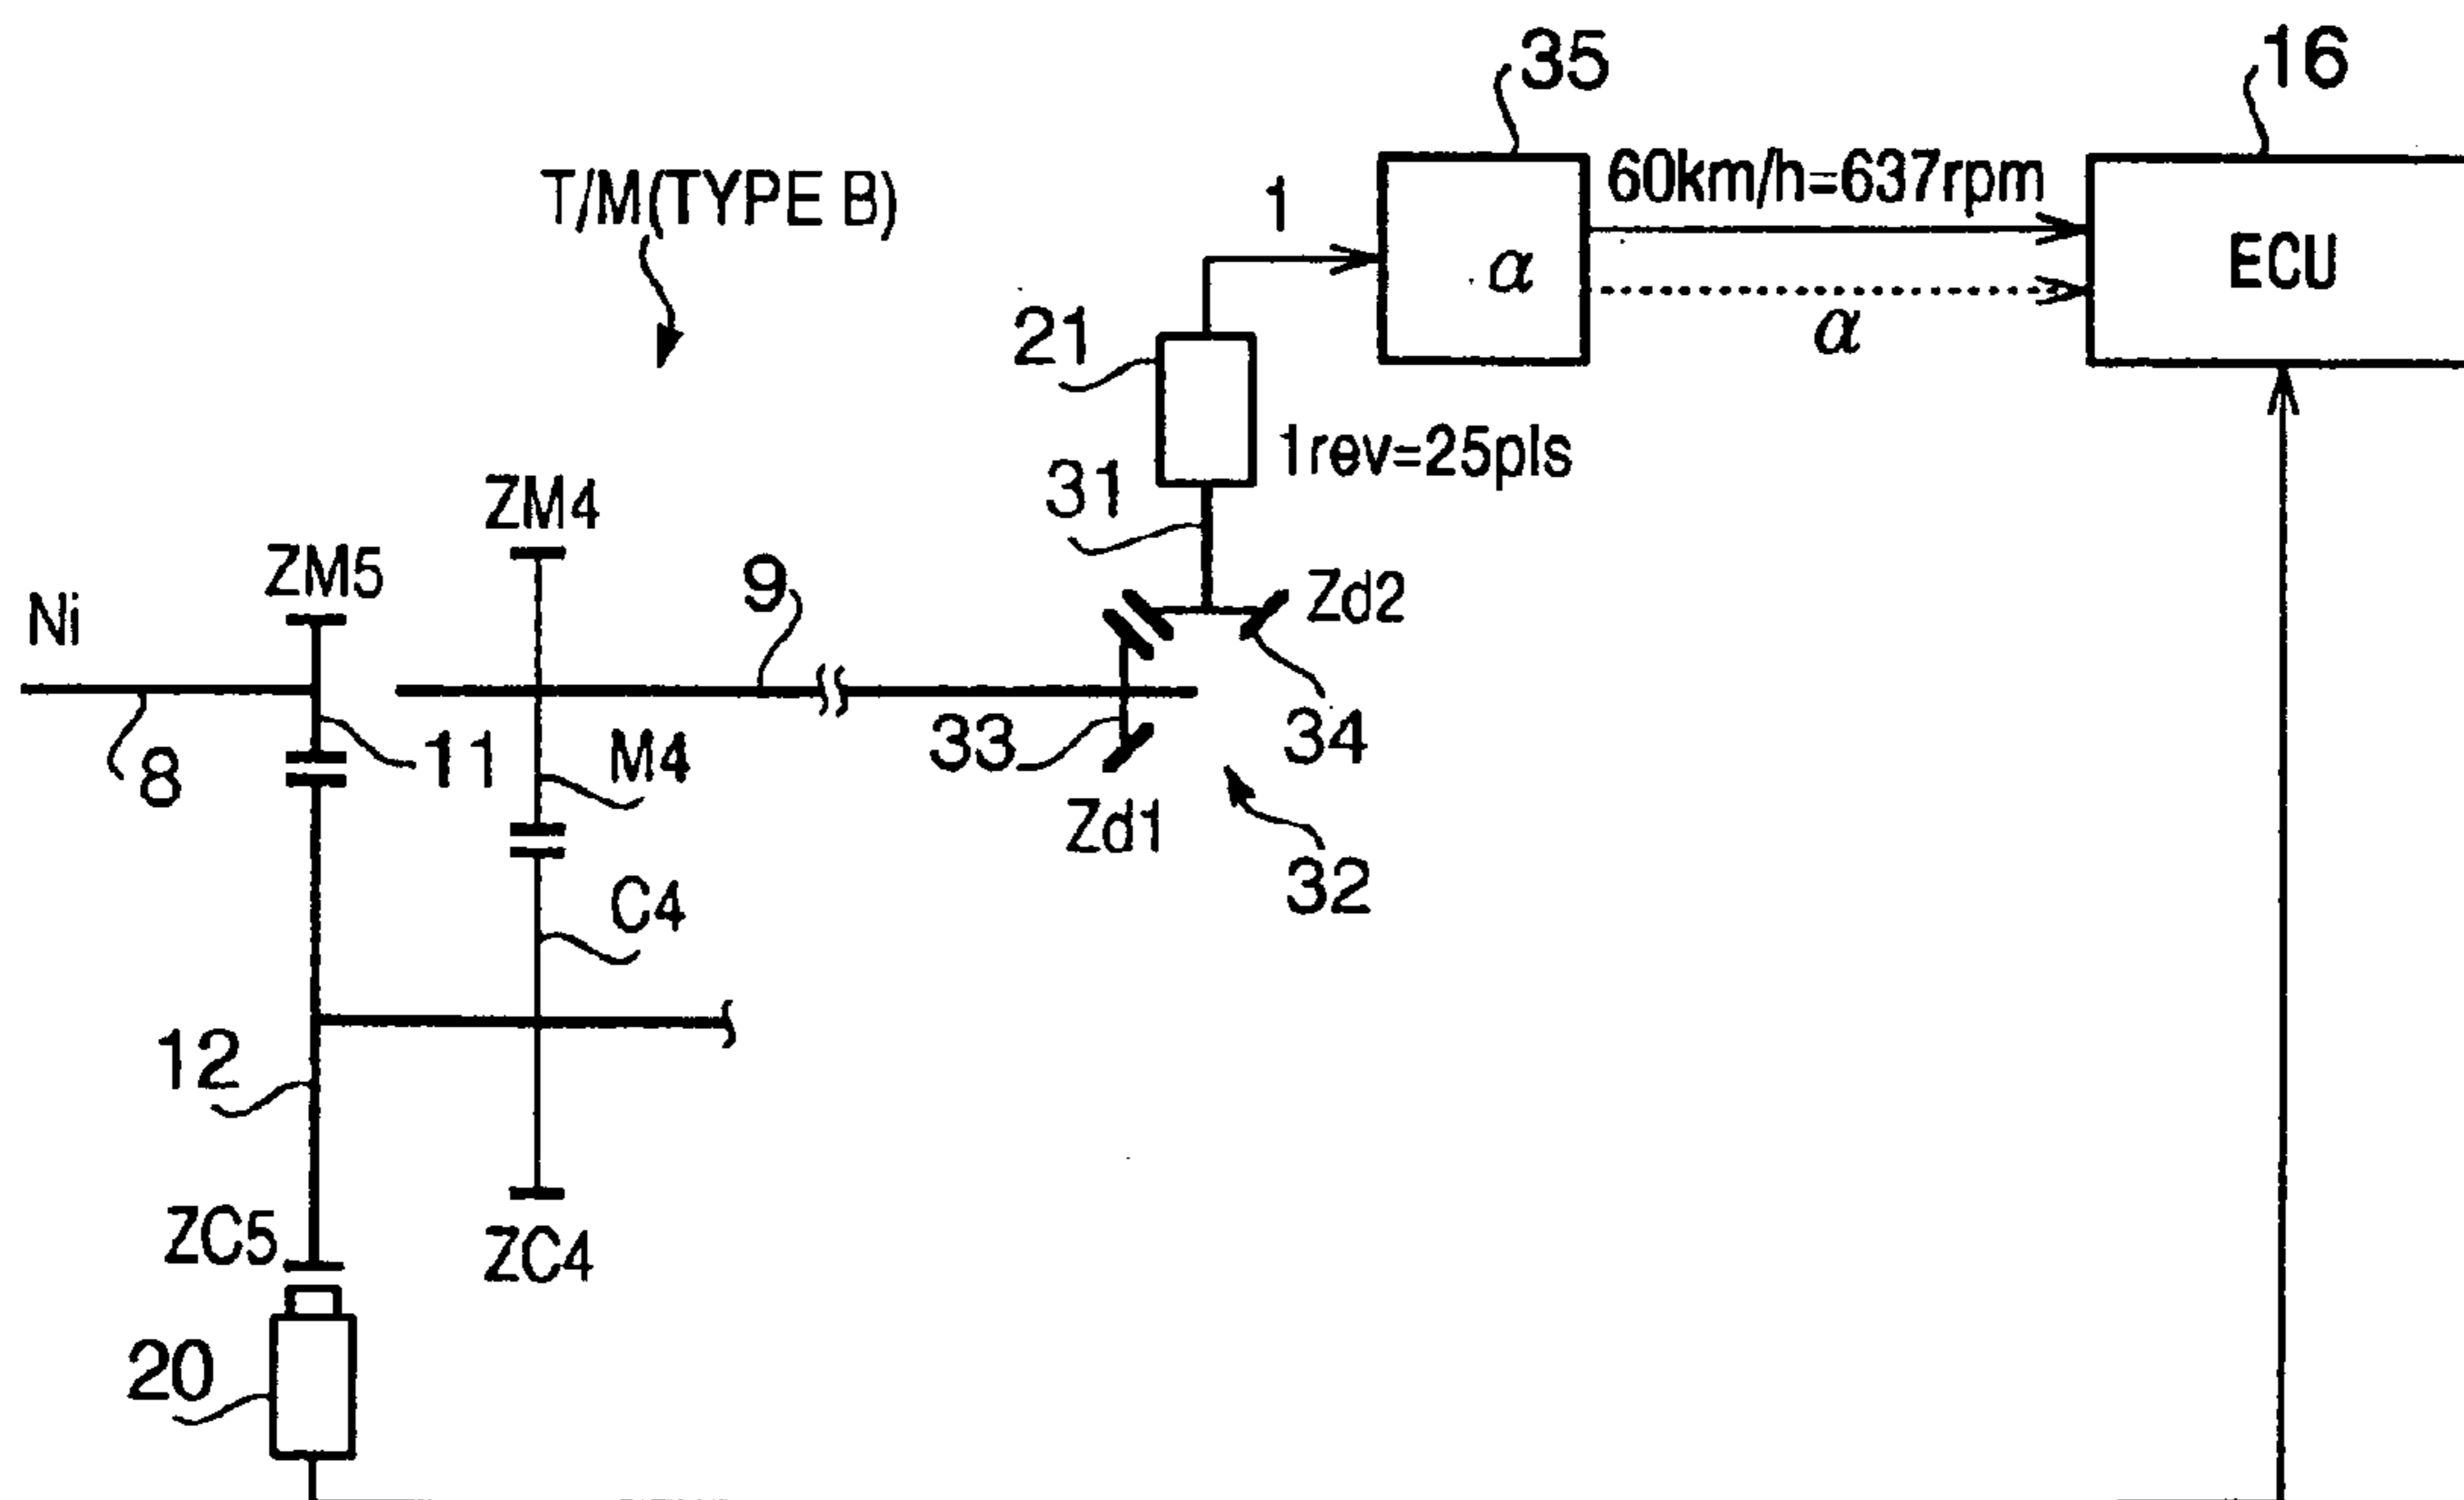 35
16
T/M(TYPE B)
1
60km/h=637rpm
α
ECU
α
21
1rev=25pls
31
ZM4
ZM5
9
Zd2
Ni
8
11
M4
33
34
Zd1
32
C4
12
ZC5
ZC4
20